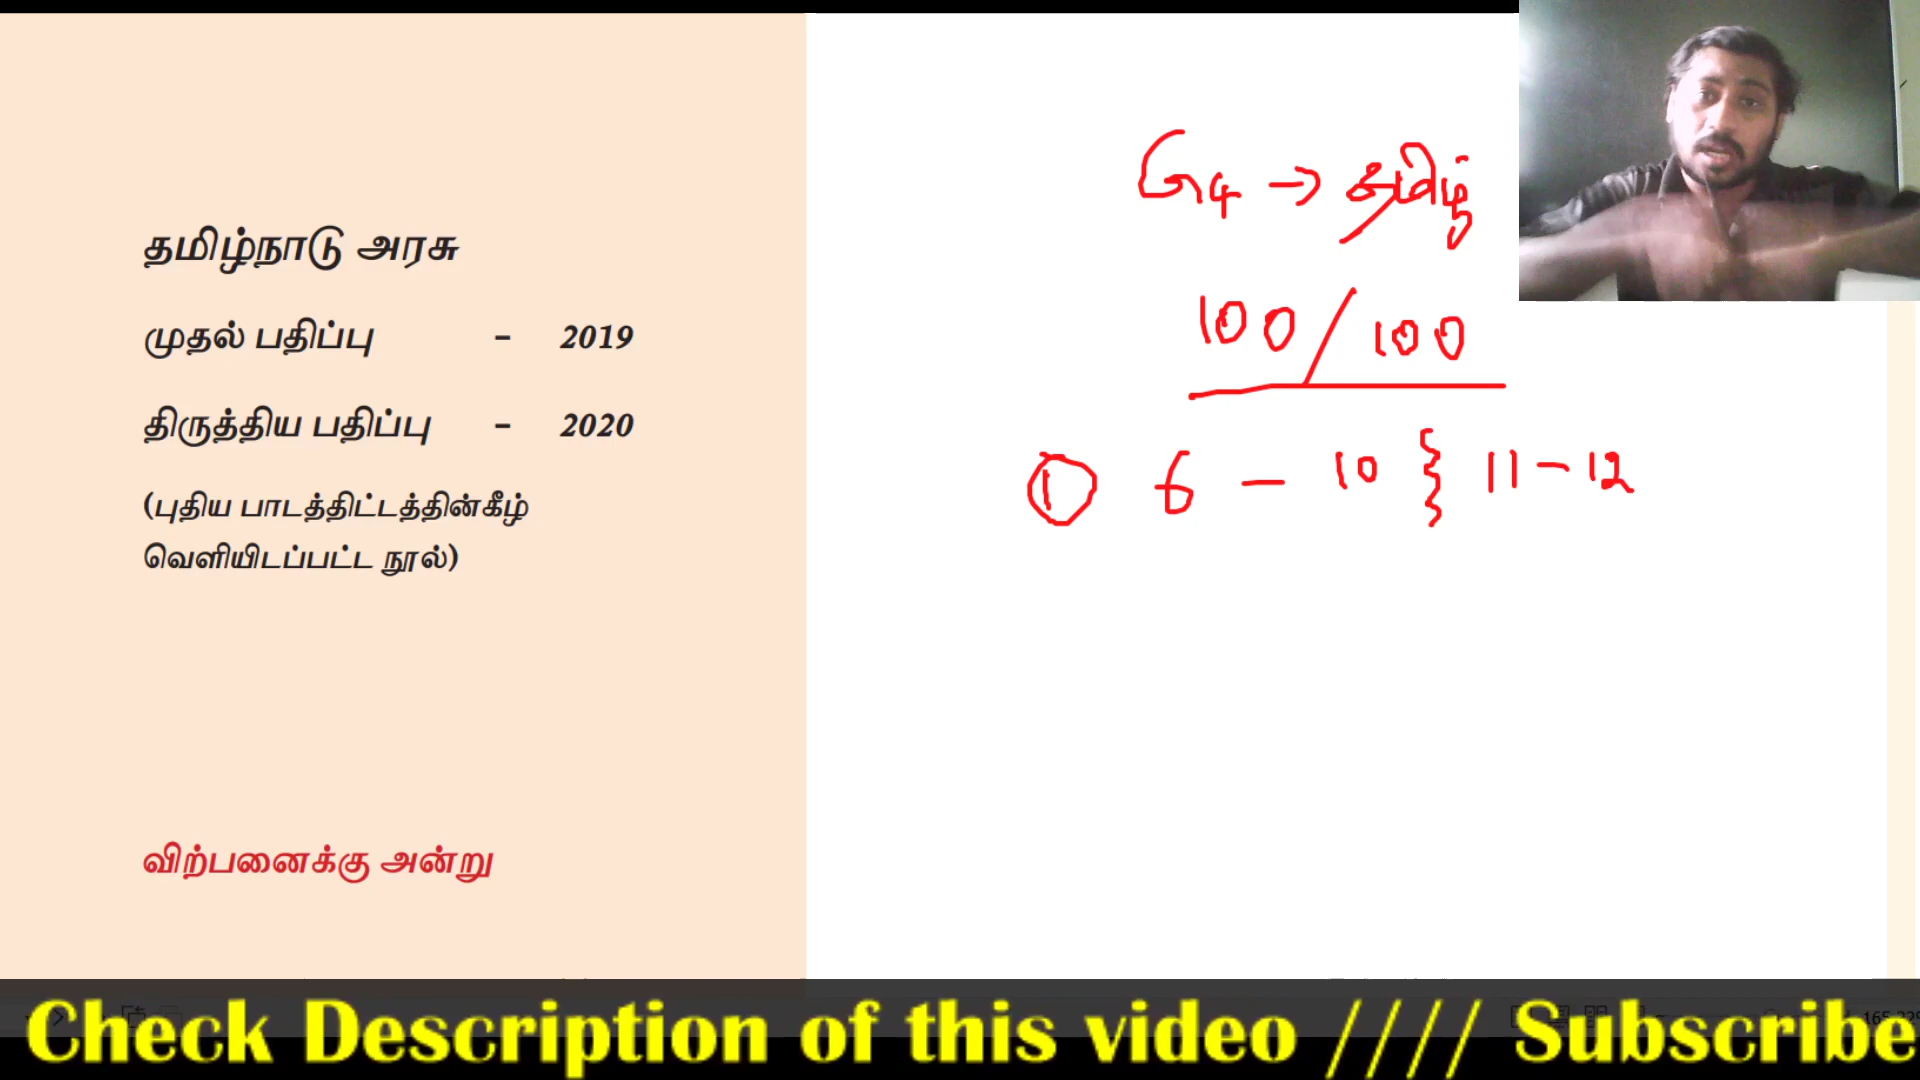 தமிழ்நாடு அரசு
முதல் பதிப்பு - 2019
திருத்திய பதிப்பு - 2020
(புதிய பாடத்திட்டத்தின்கீழ்
வெளியிடப்பட்ட நூல்)
விற்பனைக்கு அன்று
G4 → தமிழ்
100/100
① 6 - 10 } 11 - 12
Check Description of this video //// Subscribe